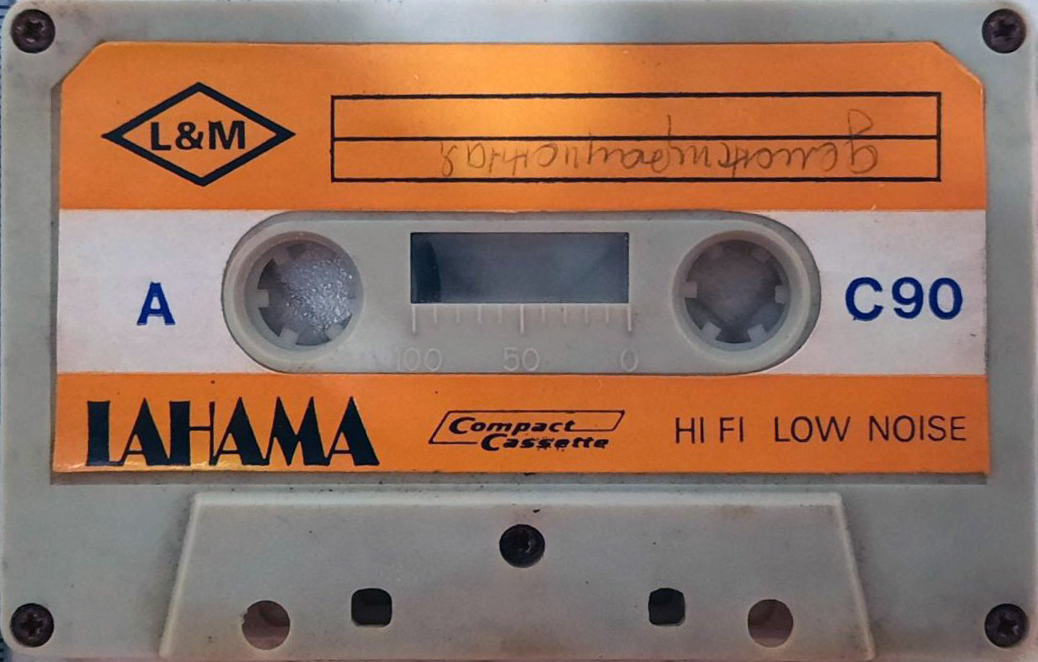 L&M
демонстрационная
A
C90
100 50 0
LAHAMA
Compact
Cassette
HI FI LOW NOISE